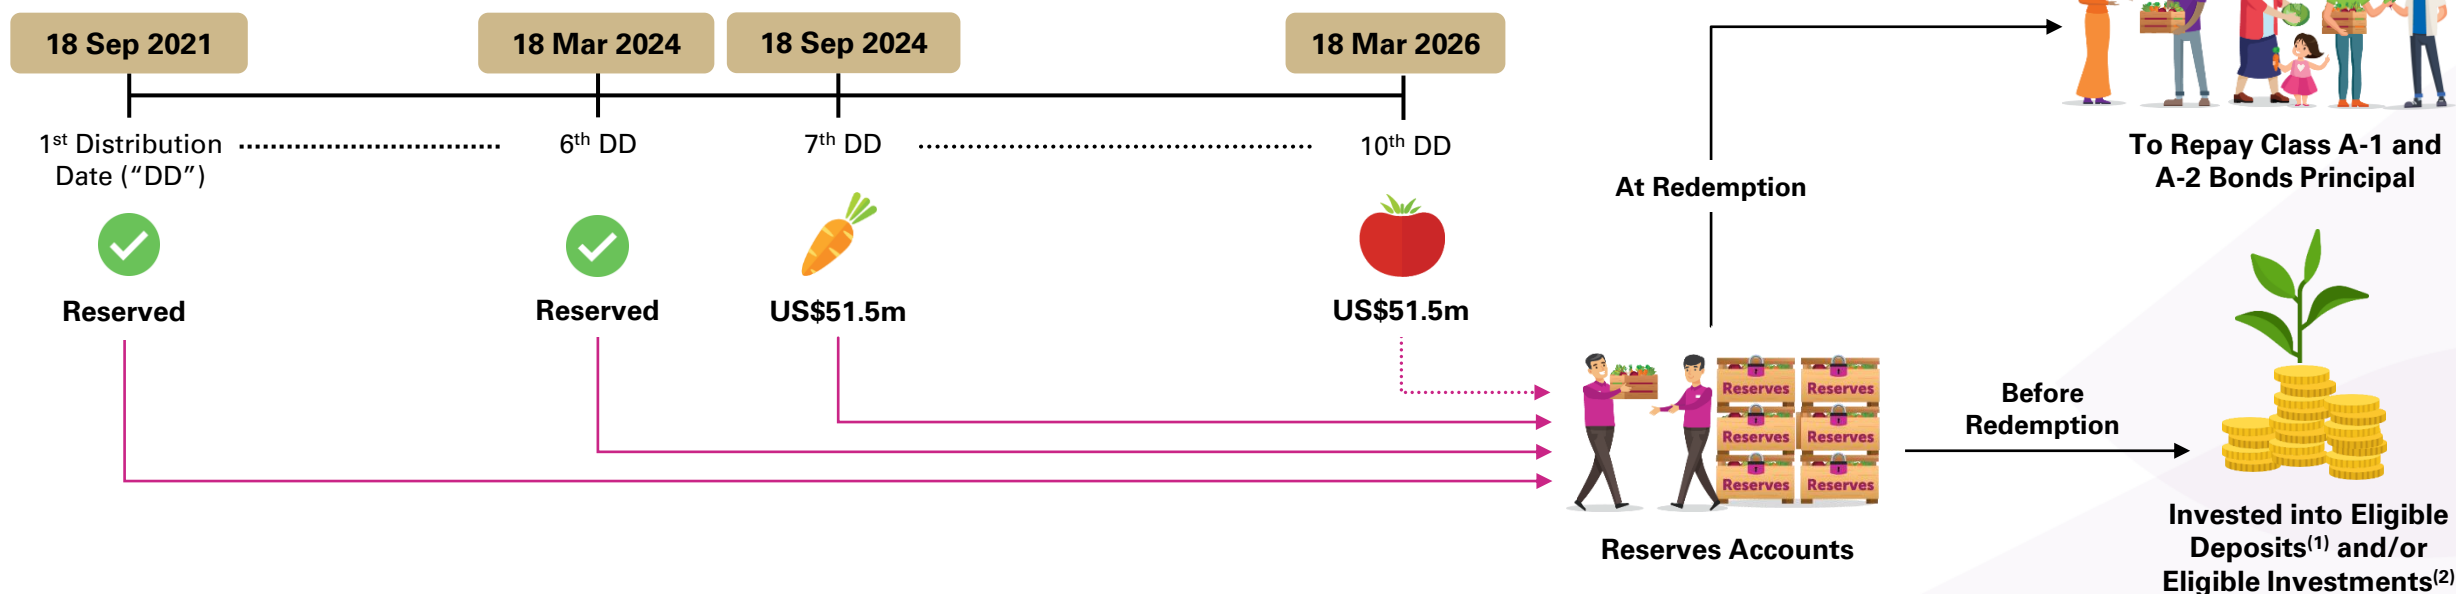 18 Sep 2021
18 Mar 2024
18 Sep 2024
18 Mar 2026
1st Distribution
Date (“DD”)
6th DD
7th DD
10th DD
Reserved
Reserved
US$51.5m
US$51.5m
At Redemption
To Repay Class A-1 and
A-2 Bonds Principal
Reserves
Reserves
Reserves
Reserves
Reserves
Reserves
Reserves Accounts
Before
Redemption
Invested into Eligible
Deposits(1) and/or
Eligible Investments(2)